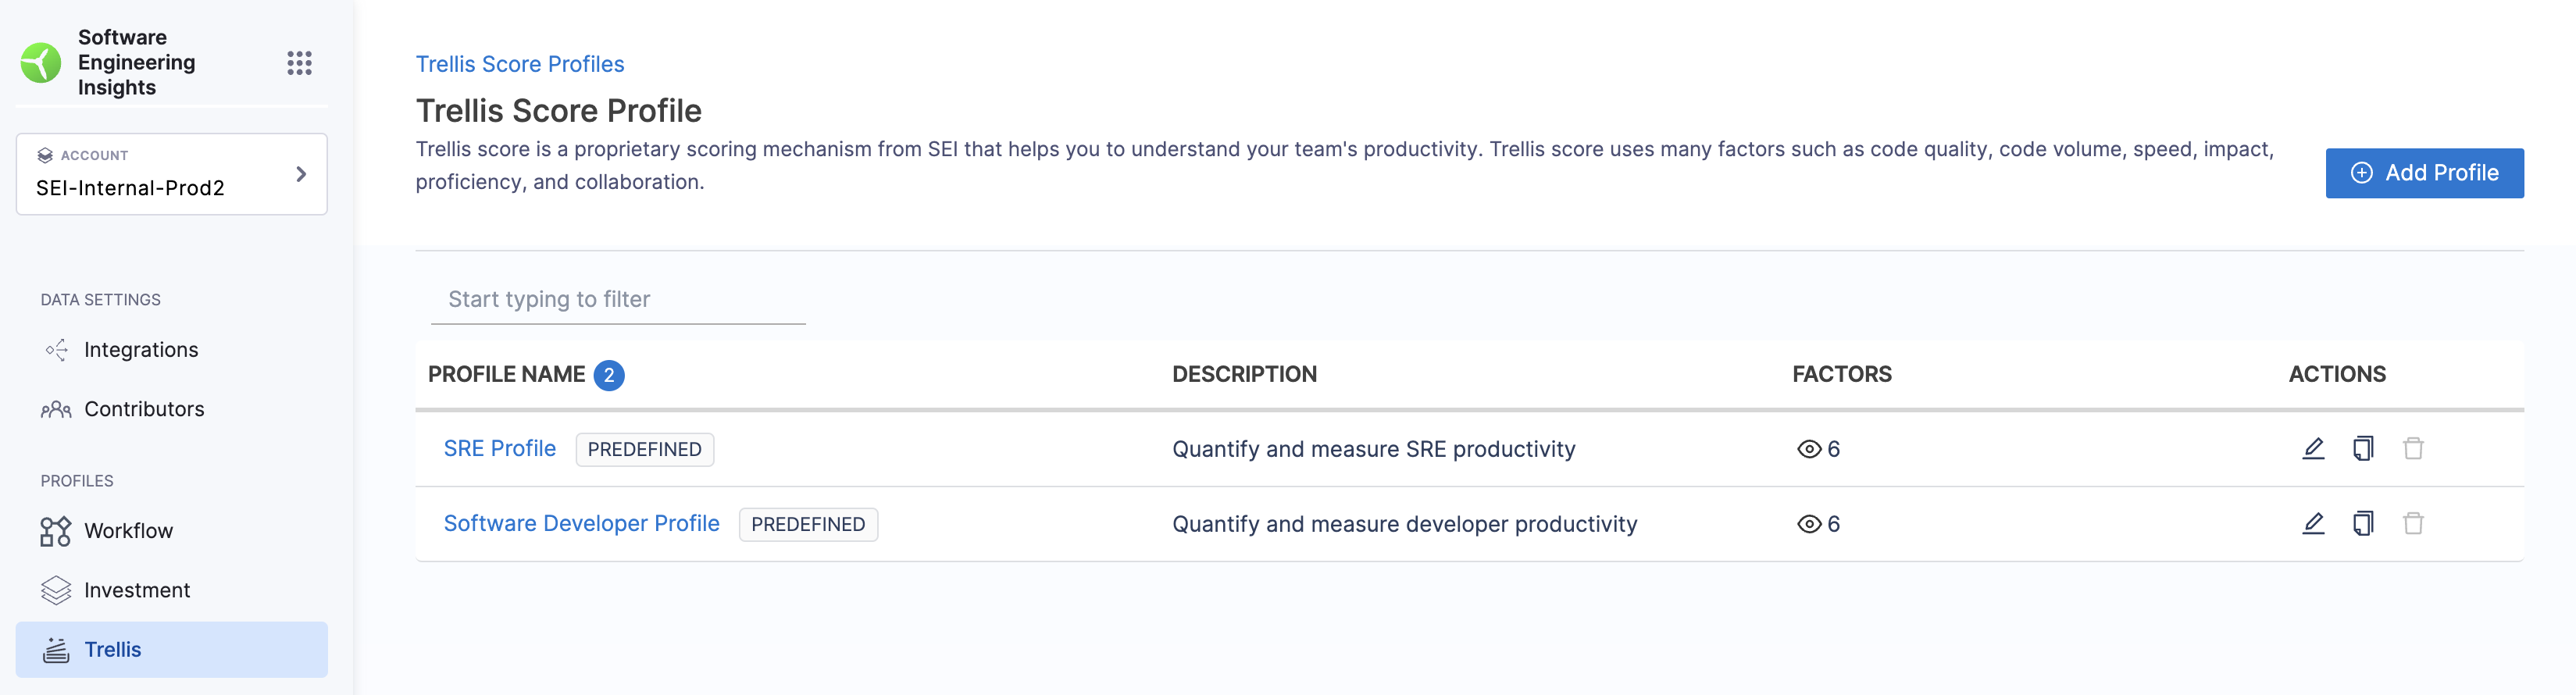 Software
Engineering
Insights
ACCOUNT
SEI-Internal-Prod2
DATA SETTINGS
Integrations
Contributors
PROFILES
Workflow
Investment
Trellis
Trellis Score Profiles
Trellis Score Profile
Trellis score is a proprietary scoring mechanism from SEI that helps you to understand your team's productivity. Trellis score uses many factors such as code quality, code volume, speed, impact,
proficiency, and collaboration.
Add Profile
Start typing to filter
PROFILE NAME 2 DESCRIPTION FACTORS ACTIONS
SRE Profile PREDEFINED Quantify and measure SRE productivity 6
Software Developer Profile PREDEFINED Quantify and measure developer productivity 6